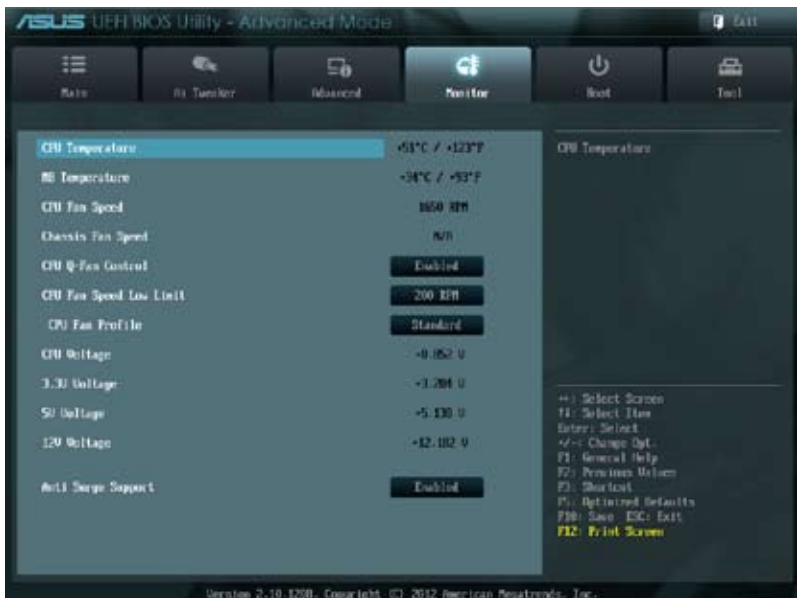 ASUS UEFI BIOS Utility - Advanced Mode
Exit
Main
Ai Tweaker
Advanced
Monitor
Boot
Tool
CPU Temperature +51°C / +123°F
CPU Temperature
MB Temperature +34°C / +93°F
CPU Fan Speed 1650 RPM
Chassis Fan Speed N/A
CPU Q-Fan Control Enabled
CPU Fan Speed Low Limit 200 RPM
CPU Fan Profile Standard
CPU Voltage +0.852 V
3.3V Voltage +3.204 V
5V Voltage +5.130 V
12V Voltage +12.182 V
Anti Surge Support Enabled
→←: Select Screen
↑↓: Select Item
Enter: Select
+/-: Change Opt.
F1: General Help
F2: Previous Values
F3: Shortcut
F5: Optimized Defaults
F10: Save ESC: Exit
F12: Print Screen
Version 2.10.1208. Copyright (C) 2012 American Megatrends, Inc.